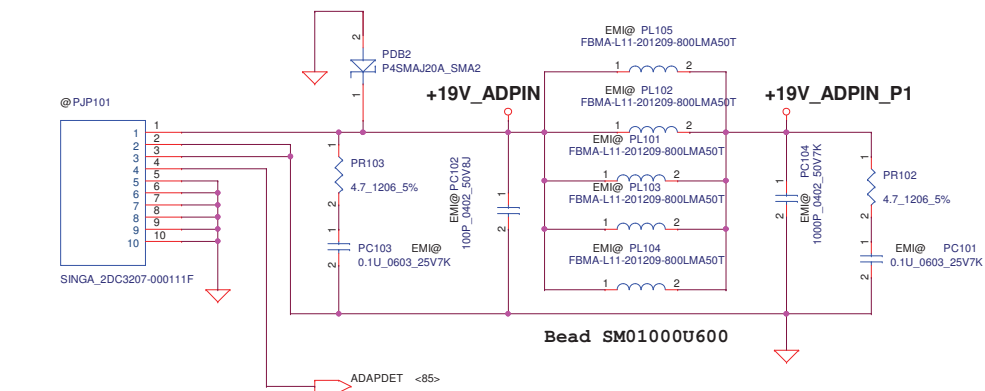 EMI@ PL105
FBMA-L11-201209-800LMA50T
1 2
2
PDB2
P4SMAJ20A_SMA2
1
EMI@ PL102
FBMA-L11-201209-800LMA50T
1 2
+19V_ADPIN
+19V_ADPIN_P1
@PJP101
1 1
2 2
3 3
4 4
5 5
6 6
7 7
8 8
9 9
10 10
SINGA_2DC3207-000111F
1
PR103
4.7_1206_5%
2
1
PC103 EMI@
0.1U_0603_25V7K
2
1
EMI@ PC102
100P_0402_50V8J
2
EMI@ PL101
FBMA-L11-201209-800LMA50T
1 2
EMI@ PL103
FBMA-L11-201209-800LMA50T
1 2
EMI@ PL104
FBMA-L11-201209-800LMA50T
1 2
1
PC104
EMI@
1000P_0402_50V7K
2
1
PR102
4.7_1206_5%
2
1
EMI@ PC101
0.1U_0603_25V7K
2
Bead SM01000U600
ADAPDET <85>